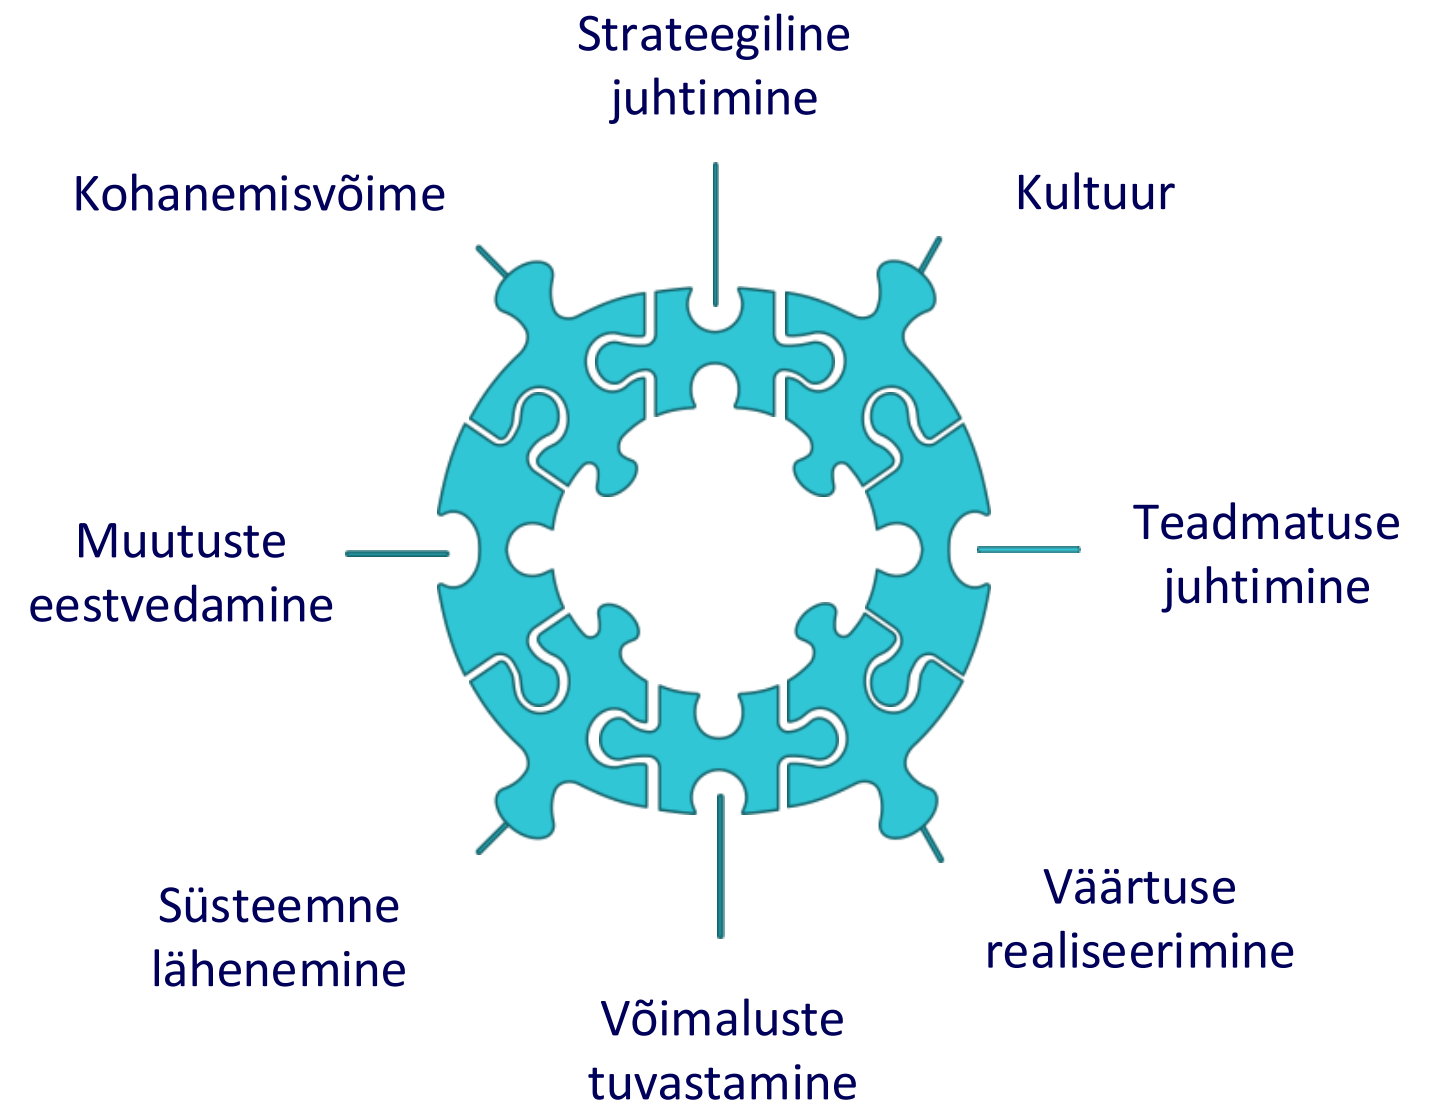 Strateegiline
juhtimine
Kohanemisvõime
Kultuur
Muutuste
eestvedamine
Teadmatuse
juhtimine
Süsteemne
lähenemine
Väärtuse
realiseerimine
Võimaluste
tuvastamine